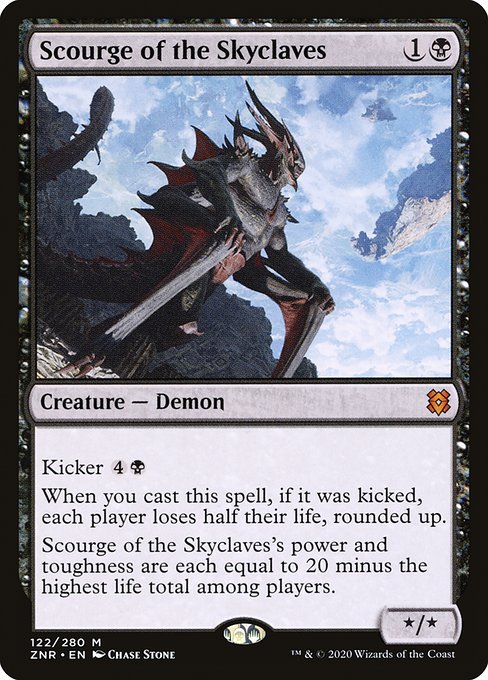 Scourge of the Skyclaves 1
Creature — Demon
Kicker 4
When you cast this spell, if it was kicked,
each player loses half their life, rounded up.
Scourge of the Skyclaves's power and
toughness are each equal to 20 minus the
highest life total among players.
*/*
122/280 M
ZNR • EN Chase Stone
™ & © 2020 Wizards of the Coast